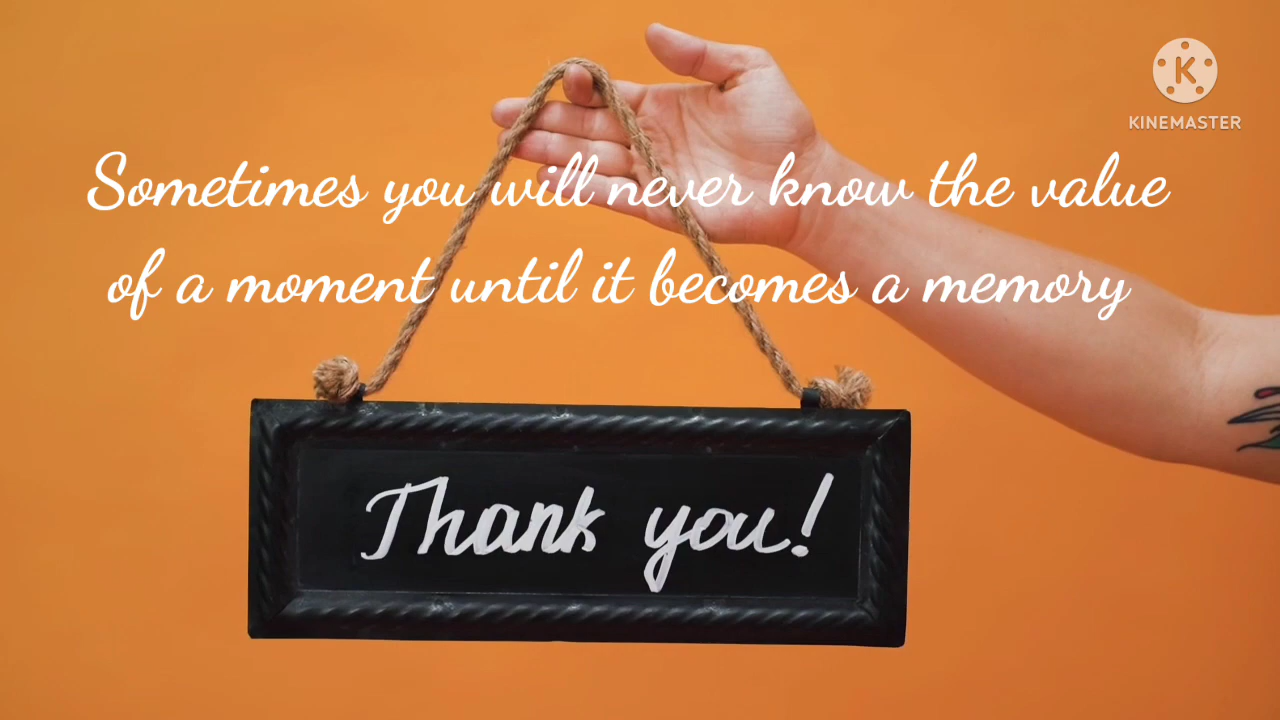 KINEMASTER
Sometimes you will never know the value
of a moment until it becomes a memory
Thank you!